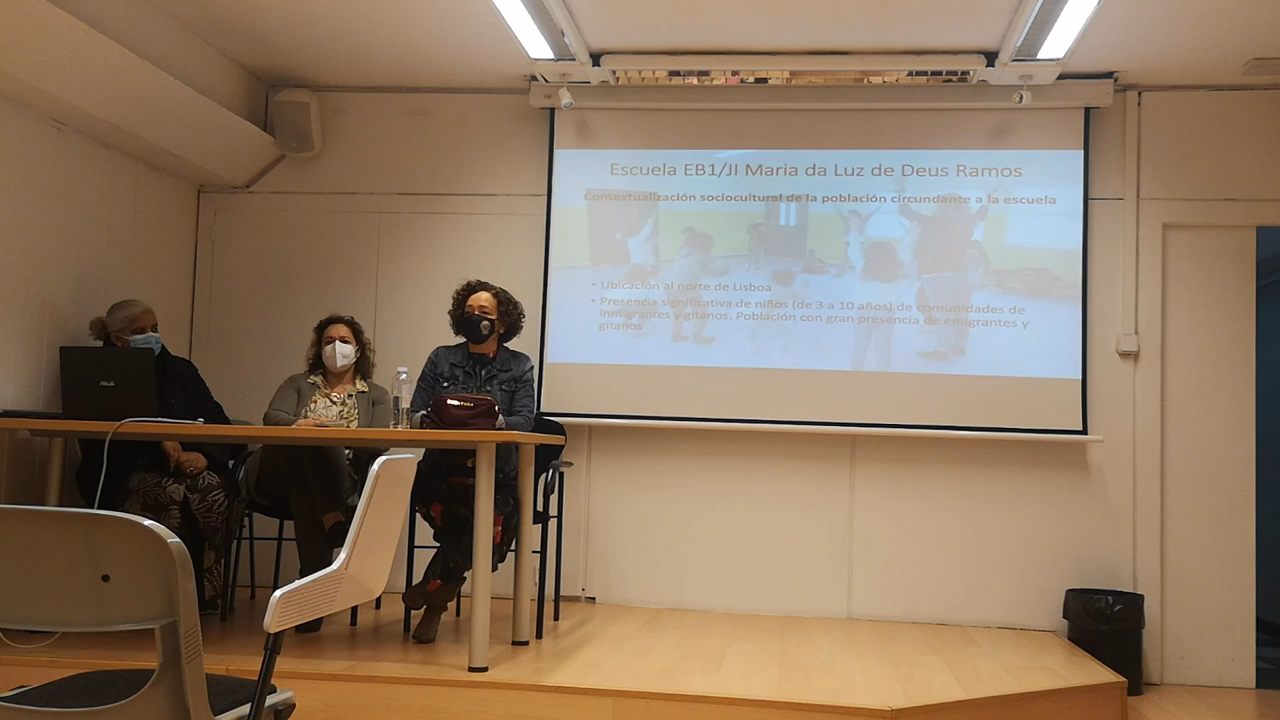 Escuela EB1/JI Maria da Luz de Deus Ramos
Contextualización sociocultural de la población circundante a la escuela
• Ubicación al norte de Lisboa
• Presencia significativa de niños (de 3 a 10 años) de comunidades de
inmigrantes y gitanos. Población con gran presencia de emigrantes y
gitanos
ASUS